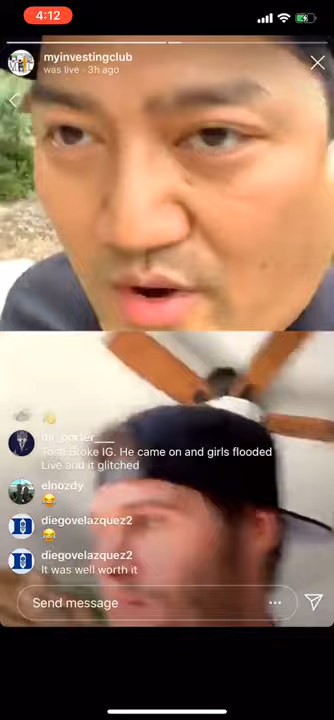 4:12
myinvestingclub
was live · 3h ago
Tosh Broke IG. He came on and girls flooded
Live and it glitched
elnozdy
😂
diegovelazquez2
😂
diegovelazquez2
It was well worth it
Send message